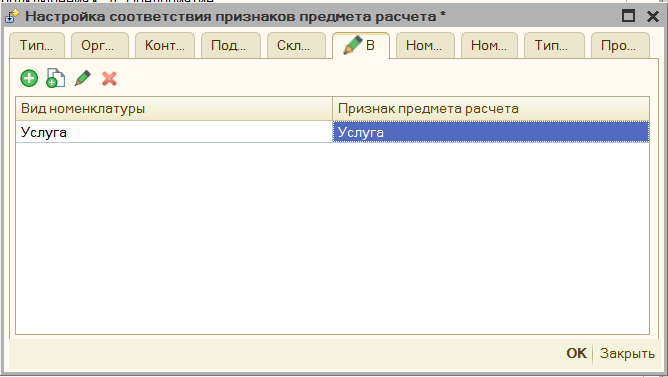 Настройка соответствия признаков предмета расчета *
Тип... Орг... Конт... Под... Скл... В Ном... Ном... Тип... Про...
Вид номенклатуры Признак предмета расчета
Услуга Услуга
OK Закрыть